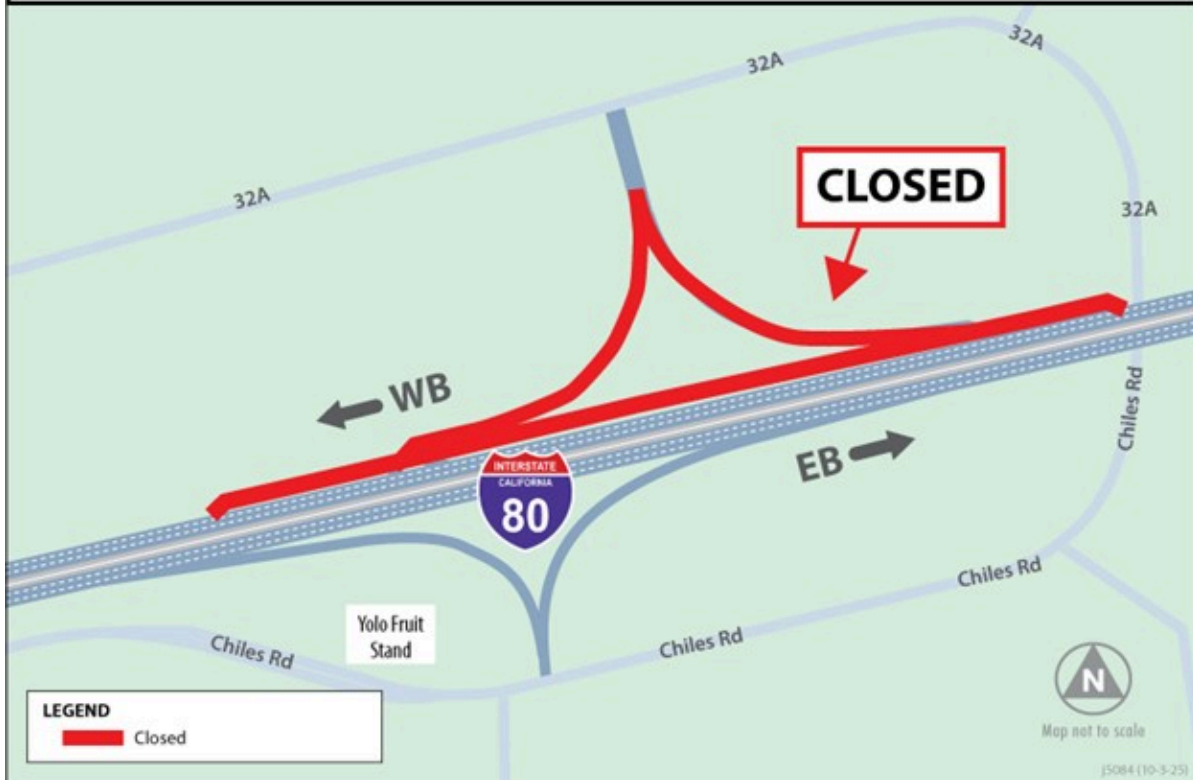 32A
32A
32A
32A
CLOSED
WB
EB
INTERSTATE
CALIFORNIA
80
Chiles Rd
Chiles Rd
Chiles Rd
Chiles Rd
Yolo Fruit
Stand
LEGEND
Closed
N
Map not to scale
j5084 (10-3-25)